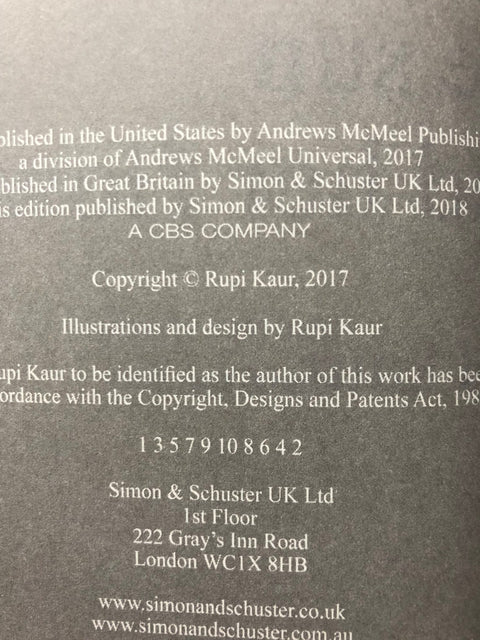 blished in the United States by Andrews McMeel Publishi
a division of Andrews McMeel Universal, 2017
ublished in Great Britain by Simon & Schuster UK Ltd, 20
is edition published by Simon & Schuster UK Ltd, 2018
A CBS COMPANY
Copyright © Rupi Kaur, 2017
Illustrations and design by Rupi Kaur
upi Kaur to be identified as the author of this work has bee
ordance with the Copyright, Designs and Patents Act, 198
1 3 5 7 9 10 8 6 4 2
Simon & Schuster UK Ltd
1st Floor
222 Gray's Inn Road
London WC1X 8HB
www.simonandschuster.co.uk
www.simonandschuster.com.au